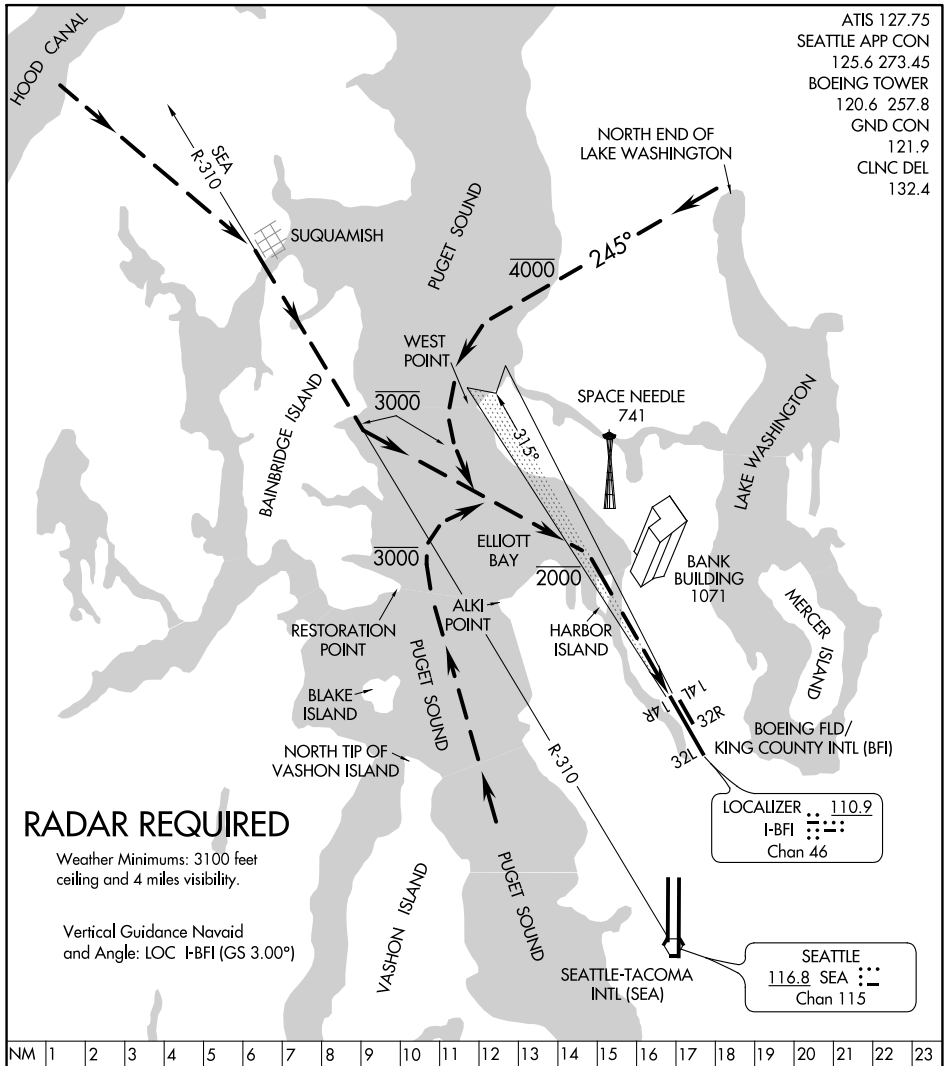 ATIS 127.75
SEATTLE APP CON
125.6 273.45
BOEING TOWER
120.6 257.8
GND CON
121.9
CLNC DEL
132.4
HOOD CANAL
SEA
R-310
SUQUAMISH
PUGET SOUND
NORTH END OF
LAKE WASHINGTON
245°
4000
WEST
POINT
3000
315°
SPACE NEEDLE
741
LAKE WASHINGTON
BAINBRIDGE ISLAND
3000
ELLIOTT
BAY
2000
BANK
BUILDING
1071
MERCER
ISLAND
RESTORATION
POINT
ALKI
POINT
HARBOR
ISLAND
PUGET SOUND
BLAKE
ISLAND
NORTH TIP OF
VASHON ISLAND
R-310
14R
14L
32R
32L
BOEING FLD/
KING COUNTY INTL (BFI)
LOCALIZER 110.9
I-BFI
Chan 46
RADAR REQUIRED
Weather Minimums: 3100 feet
ceiling and 4 miles visibility.
Vertical Guidance Navaid
and Angle: LOC I-BFI (GS 3.00°)
VASHON ISLAND
PUGET SOUND
SEATTLE-TACOMA
INTL (SEA)
SEATTLE
116.8 SEA
Chan 115
NM 1 2 3 4 5 6 7 8 9 10 11 12 13 14 15 16 17 18 19 20 21 22 23